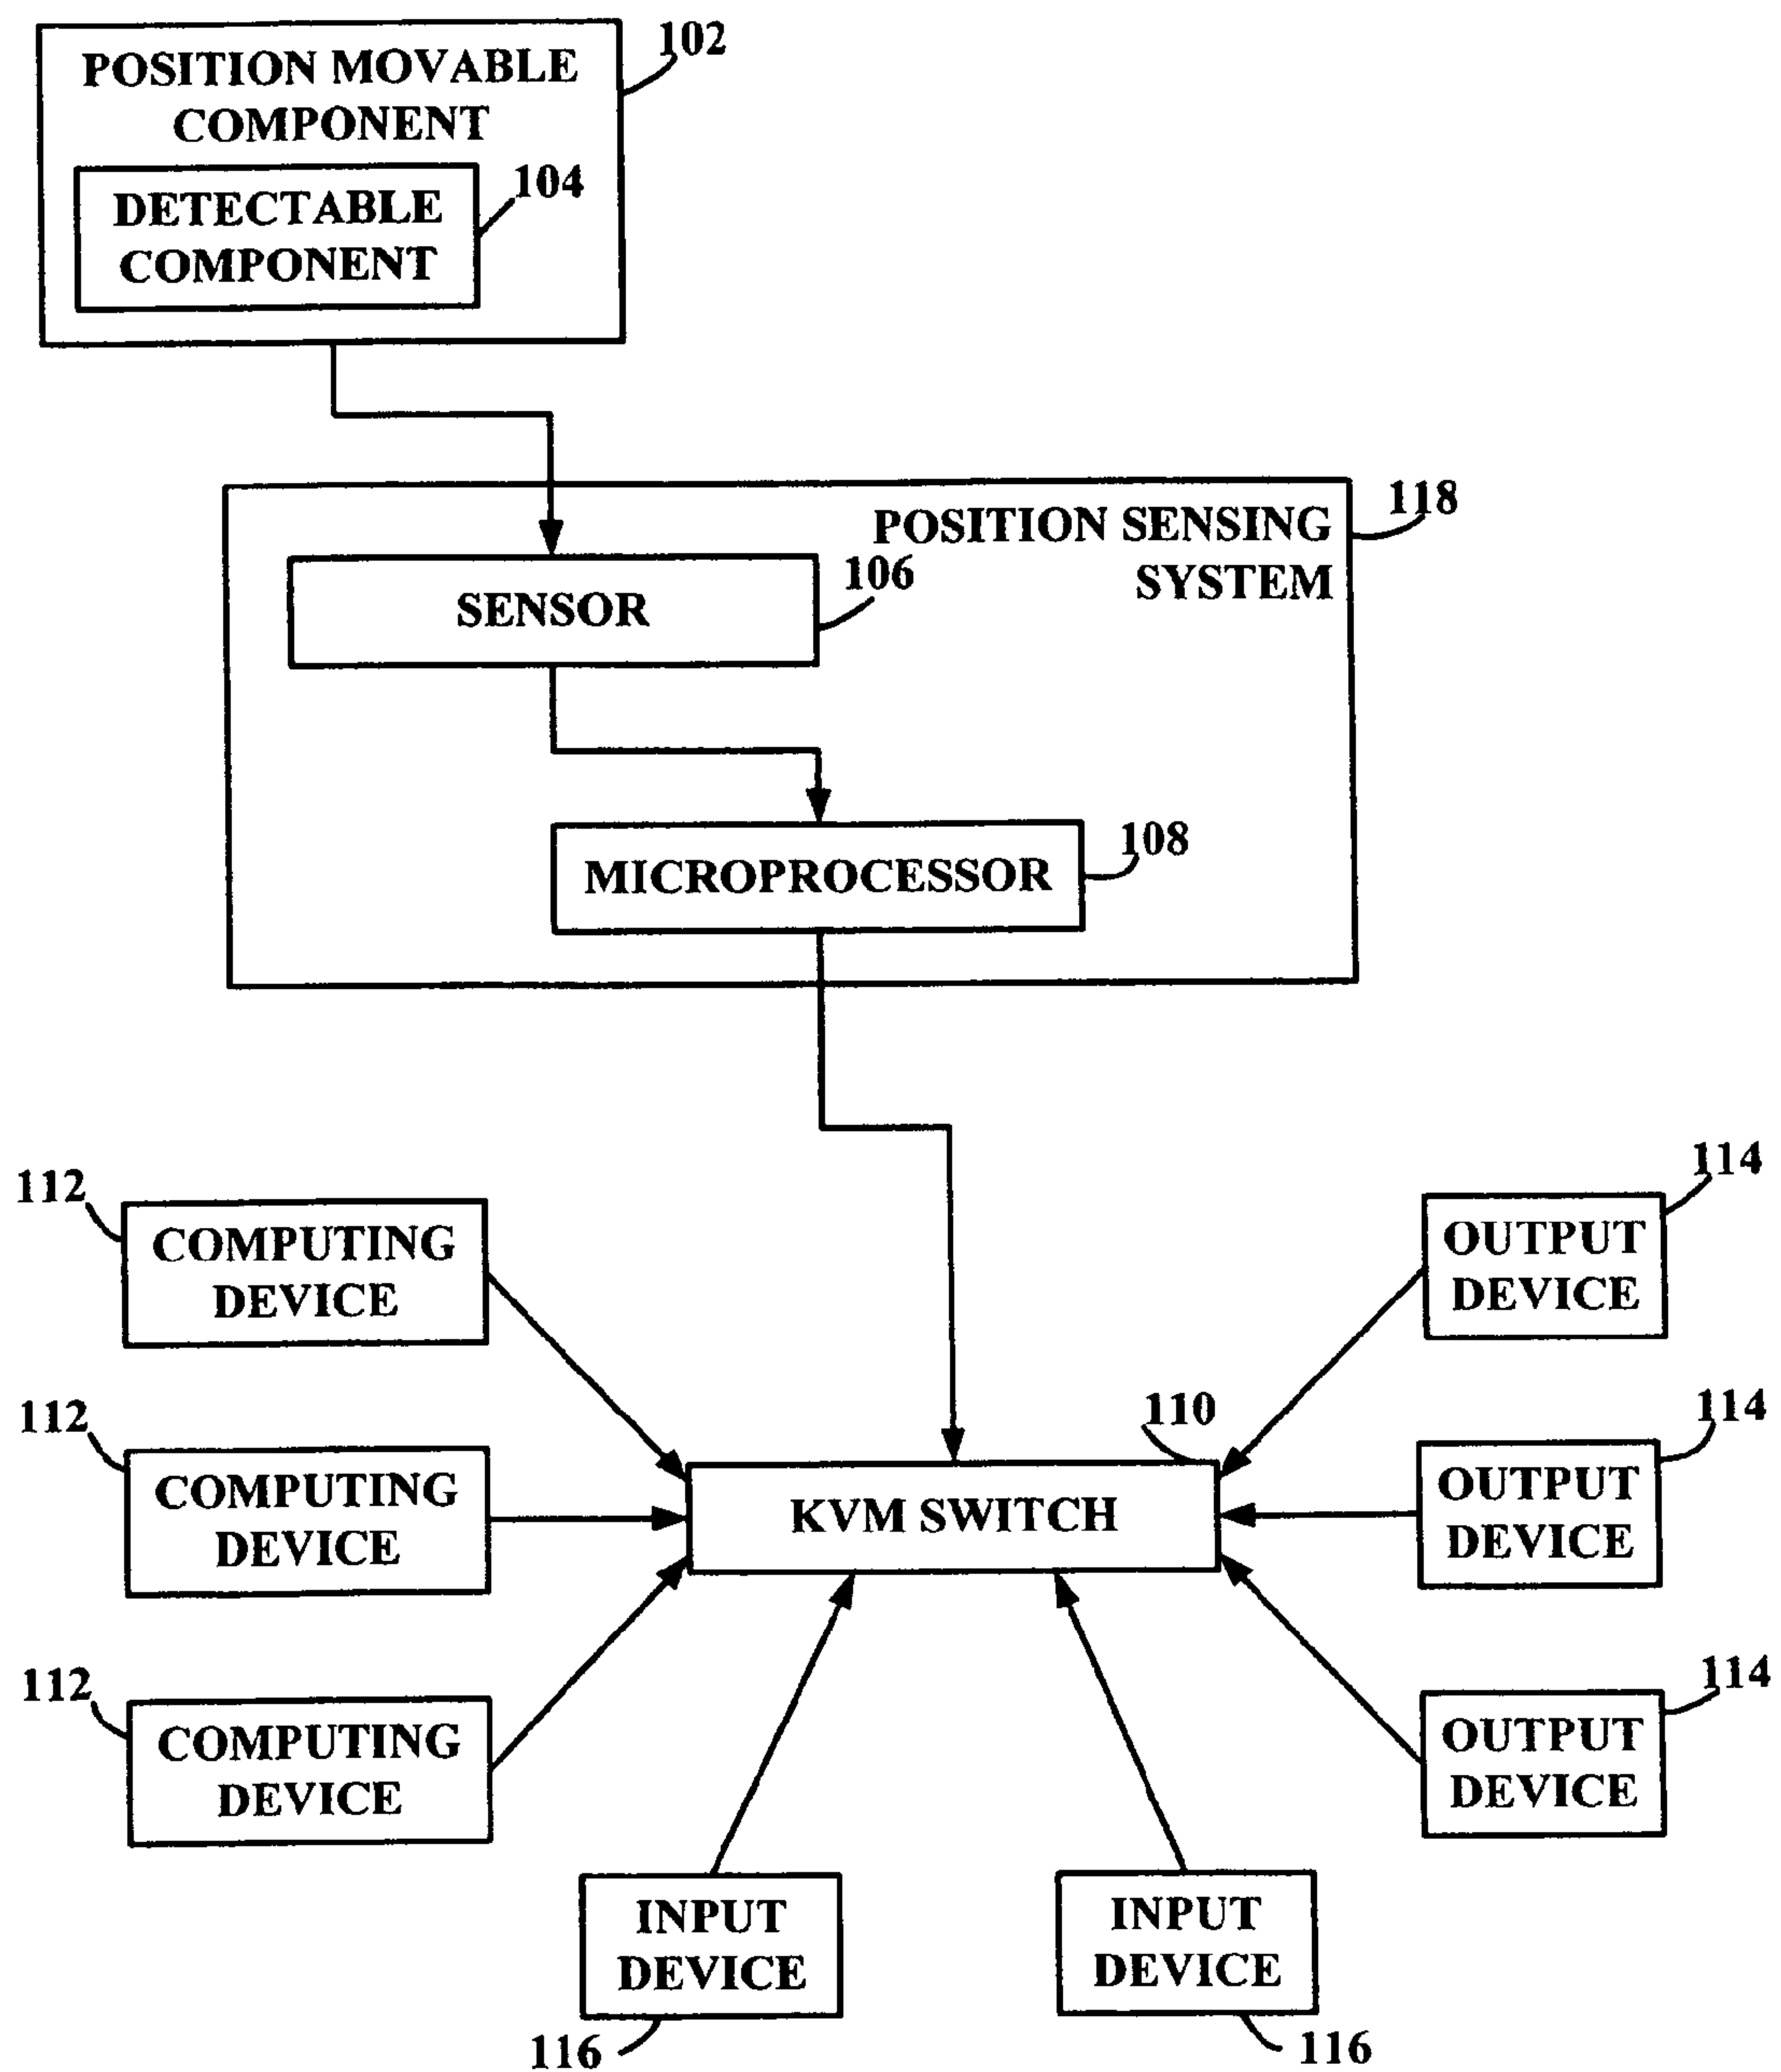 102
POSITION MOVABLE
COMPONENT
104
DETECTABLE
COMPONENT
118
POSITION SENSING
SYSTEM
106
SENSOR
108
MICROPROCESSOR
112
COMPUTING
DEVICE
114
OUTPUT
DEVICE
112
COMPUTING
DEVICE
110
KVM SWITCH
114
OUTPUT
DEVICE
112
COMPUTING
DEVICE
114
OUTPUT
DEVICE
INPUT
DEVICE
116
INPUT
DEVICE
116